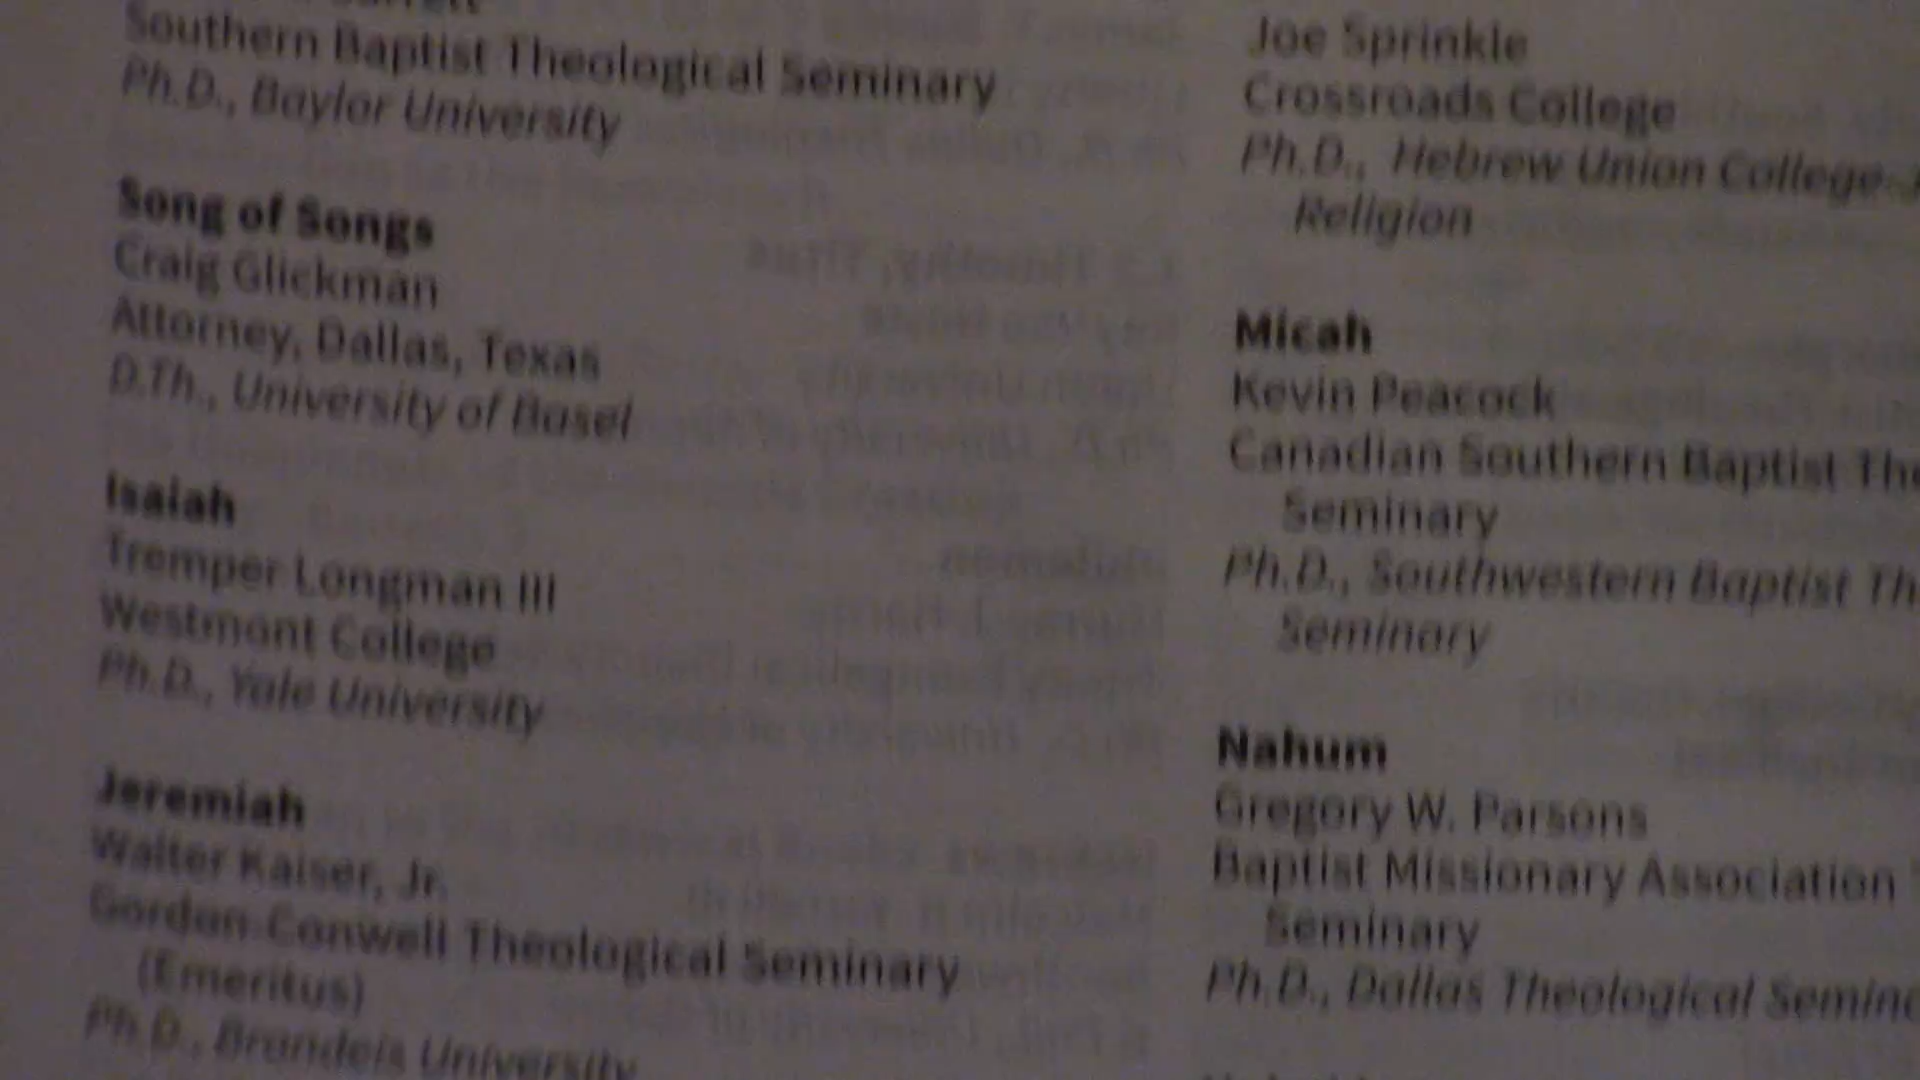 Southern Baptist Theological Seminary
Ph.D., Baylor University
Song of Songs
Craig Glickman
Attorney, Dallas, Texas
D.Th., University of Basel
Isaiah
Tremper Longman III
Westmont College
Ph.D., Yale University
Jeremiah
Walter Kaiser, Jr.
Gordon-Conwell Theological Seminary
(Emeritus)
Ph.D., Brandeis University
Joe Sprinkle
Crossroads College
Ph.D., Hebrew Union College-J
Religion
Micah
Kevin Peacock
Canadian Southern Baptist The
Seminary
Ph.D., Southwestern Baptist Th
Seminary
Nahum
Gregory W. Parsons
Baptist Missionary Association
Seminary
Ph.D., Dallas Theological Semin